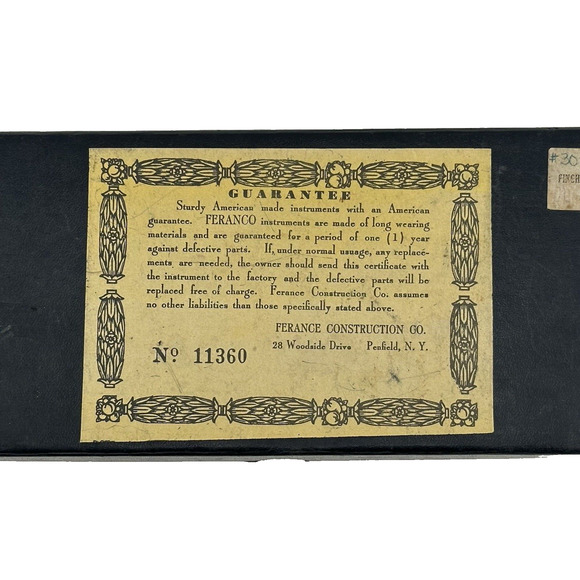 GUARANTEE
Sturdy American made instruments with an American
guarantee. FERANCO instruments are made of long wearing
materials and are guaranteed for a period of one (1) year
against defective parts. If, under normal usuage, any replace-
ments are needed, the owner should send this certificate with
the instrument to the factory and the defective parts will be
replaced free of charge. Ferance Construction Co. assumes
no other liabilities than those specifically stated above.
FERANCE CONSTRUCTION CO.
28 Woodside Drive Penfield, N. Y.
No 11360
#30